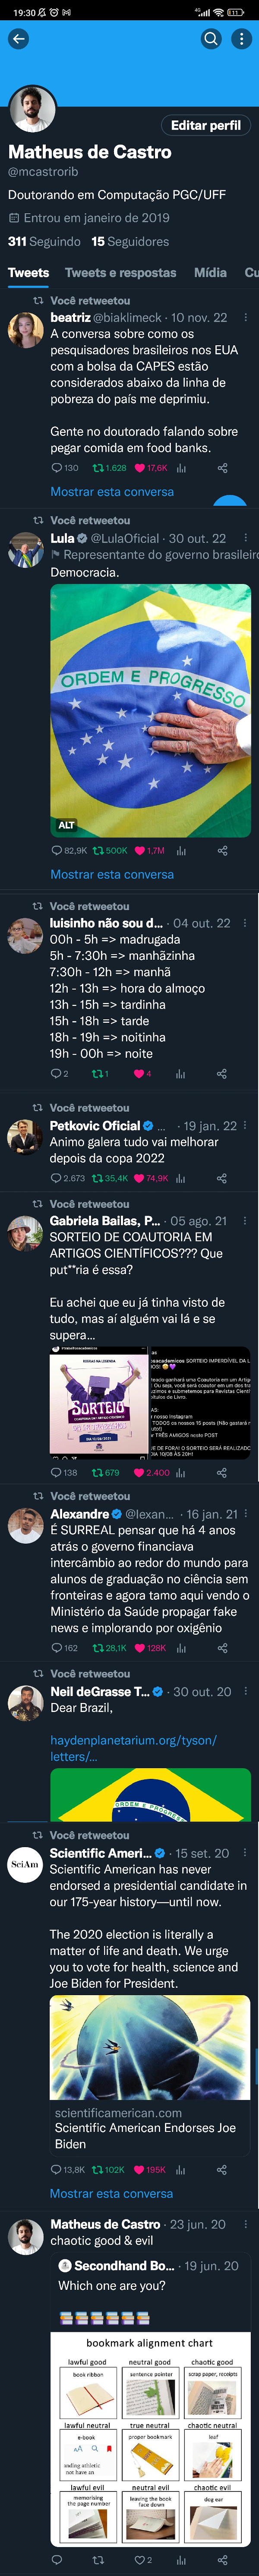 19:30
4G
111
Editar perfil
Matheus de Castro
@mcastrorib
Doutorando em Computação PGC/UFF
Entrou em janeiro de 2019
311 Seguindo 15 Seguidores
Tweets Tweets e respostas Mídia Cu
Você retweetou
beatriz @biaklimeck · 10 nov. 22
A conversa sobre como os
pesquisadores brasileiros nos EUA
com a bolsa da CAPES estão
considerados abaixo da linha de
pobreza do país me deprimiu.
Gente no doutorado falando sobre
pegar comida em food banks.
130 1.628 17,6K
Mostrar esta conversa
Você retweetou
Lula @LulaOficial · 30 out. 22
Representante do governo brasileir
Democracia.
ORDEM E PROGRESSO
ALT
82,9K 500K 1,7M
Mostrar esta conversa
Você retweetou
luisinho não sou d... · 04 out. 22
00h - 5h => madrugada
5h - 7:30h => manhãzinha
7:30h - 12h => manhã
12h - 13h => hora do almoço
13h - 15h => tardinha
15h - 18h => tarde
18h - 19h => noitinha
19h - 00h => noite
2 1 4
Você retweetou
Petkovic Oficial ... · 19 jan. 22
Animo galera tudo vai melhorar
depois da copa 2022
2.673 35,4K 74,9K
Você retweetou
Gabriela Bailas, P... · 05 ago. 21
SORTEIO DE COAUTORIA EM
ARTIGOS CIENTÍFICOS??? Que
put**ria é essa?
Eu achei que eu já tinha visto de
tudo, mas aí alguém vai lá e se
supera...
REGRAS NA LEGENDA
SORTEIO
138 679 2.400
Você retweetou
Alexandre @lexan... · 16 jan. 21
É SURREAL pensar que há 4 anos
atrás o governo financiava
intercâmbio ao redor do mundo para
alunos de graduação no ciência sem
fronteiras e agora tamo aqui vendo o
Ministério da Saúde propagar fake
news e implorando por oxigênio
162 28,1K 128K
Você retweetou
Neil deGrasse T... · 30 out. 20
Dear Brazil,
haydenplanetarium.org/tyson/
letters/...
ORDEM E PROGRES
Você retweetou
SciAm
Scientific Ameri... · 15 set. 20
Scientific American has never
endorsed a presidential candidate in
our 175-year history—until now.
The 2020 election is literally a
matter of life and death. We urge
you to vote for health, science and
Joe Biden for President.
scientificamerican.com
Scientific American Endorses Joe
Biden
13,8K 102K 195K
Mostrar esta conversa
Matheus de Castro · 23 jun. 20
chaotic good & evil
Secondhand Bo... · 19 jun. 20
Which one are you?
bookmark alignment chart
lawful good neutral good chaotic good
book ribbon sentence pointer scrap paper, receipts
lawful neutral true neutral chaotic neutral
e-book proper bookmark leaf
lawful evil neutral evil chaotic evil
memorising
the page number
leaving the book
face down
dog ear
2